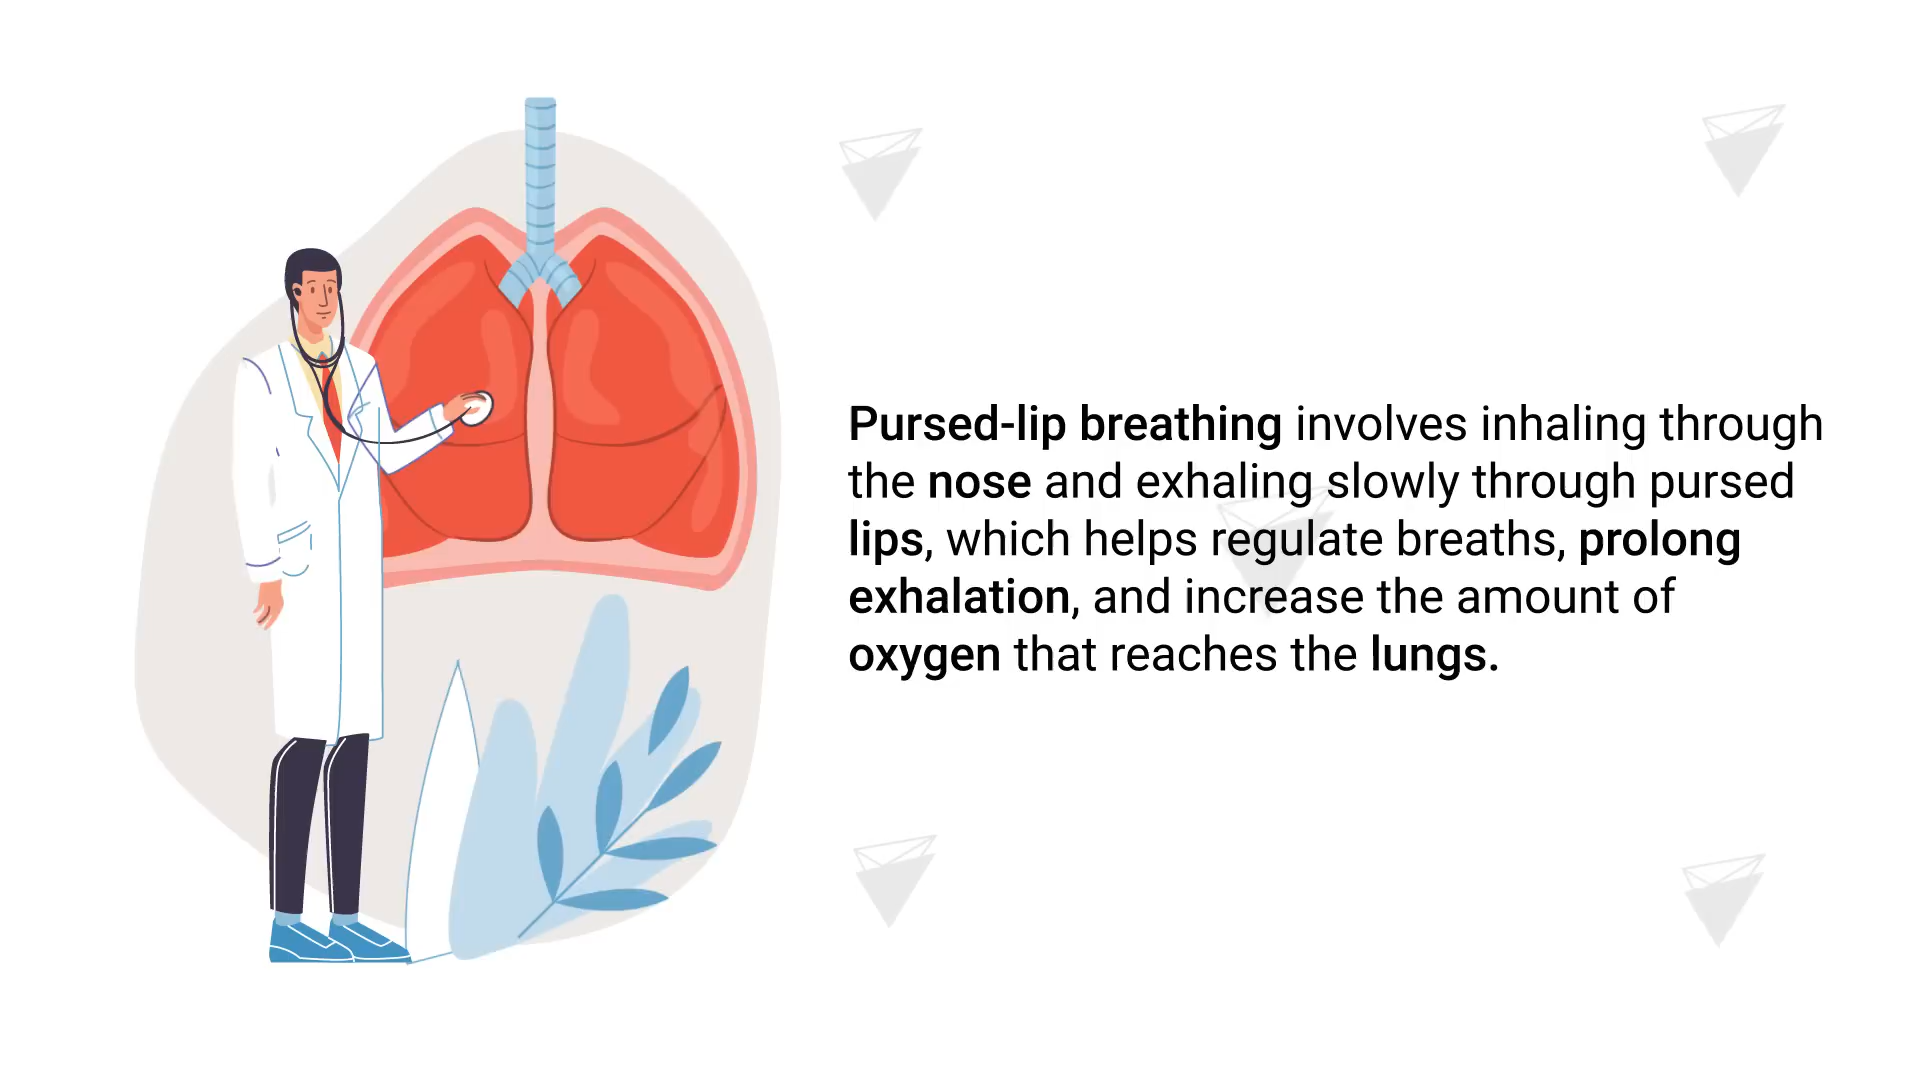 Pursed-lip breathing involves inhaling through
the nose and exhaling slowly through pursed
lips, which helps regulate breaths, prolong
exhalation, and increase the amount of
oxygen that reaches the lungs.